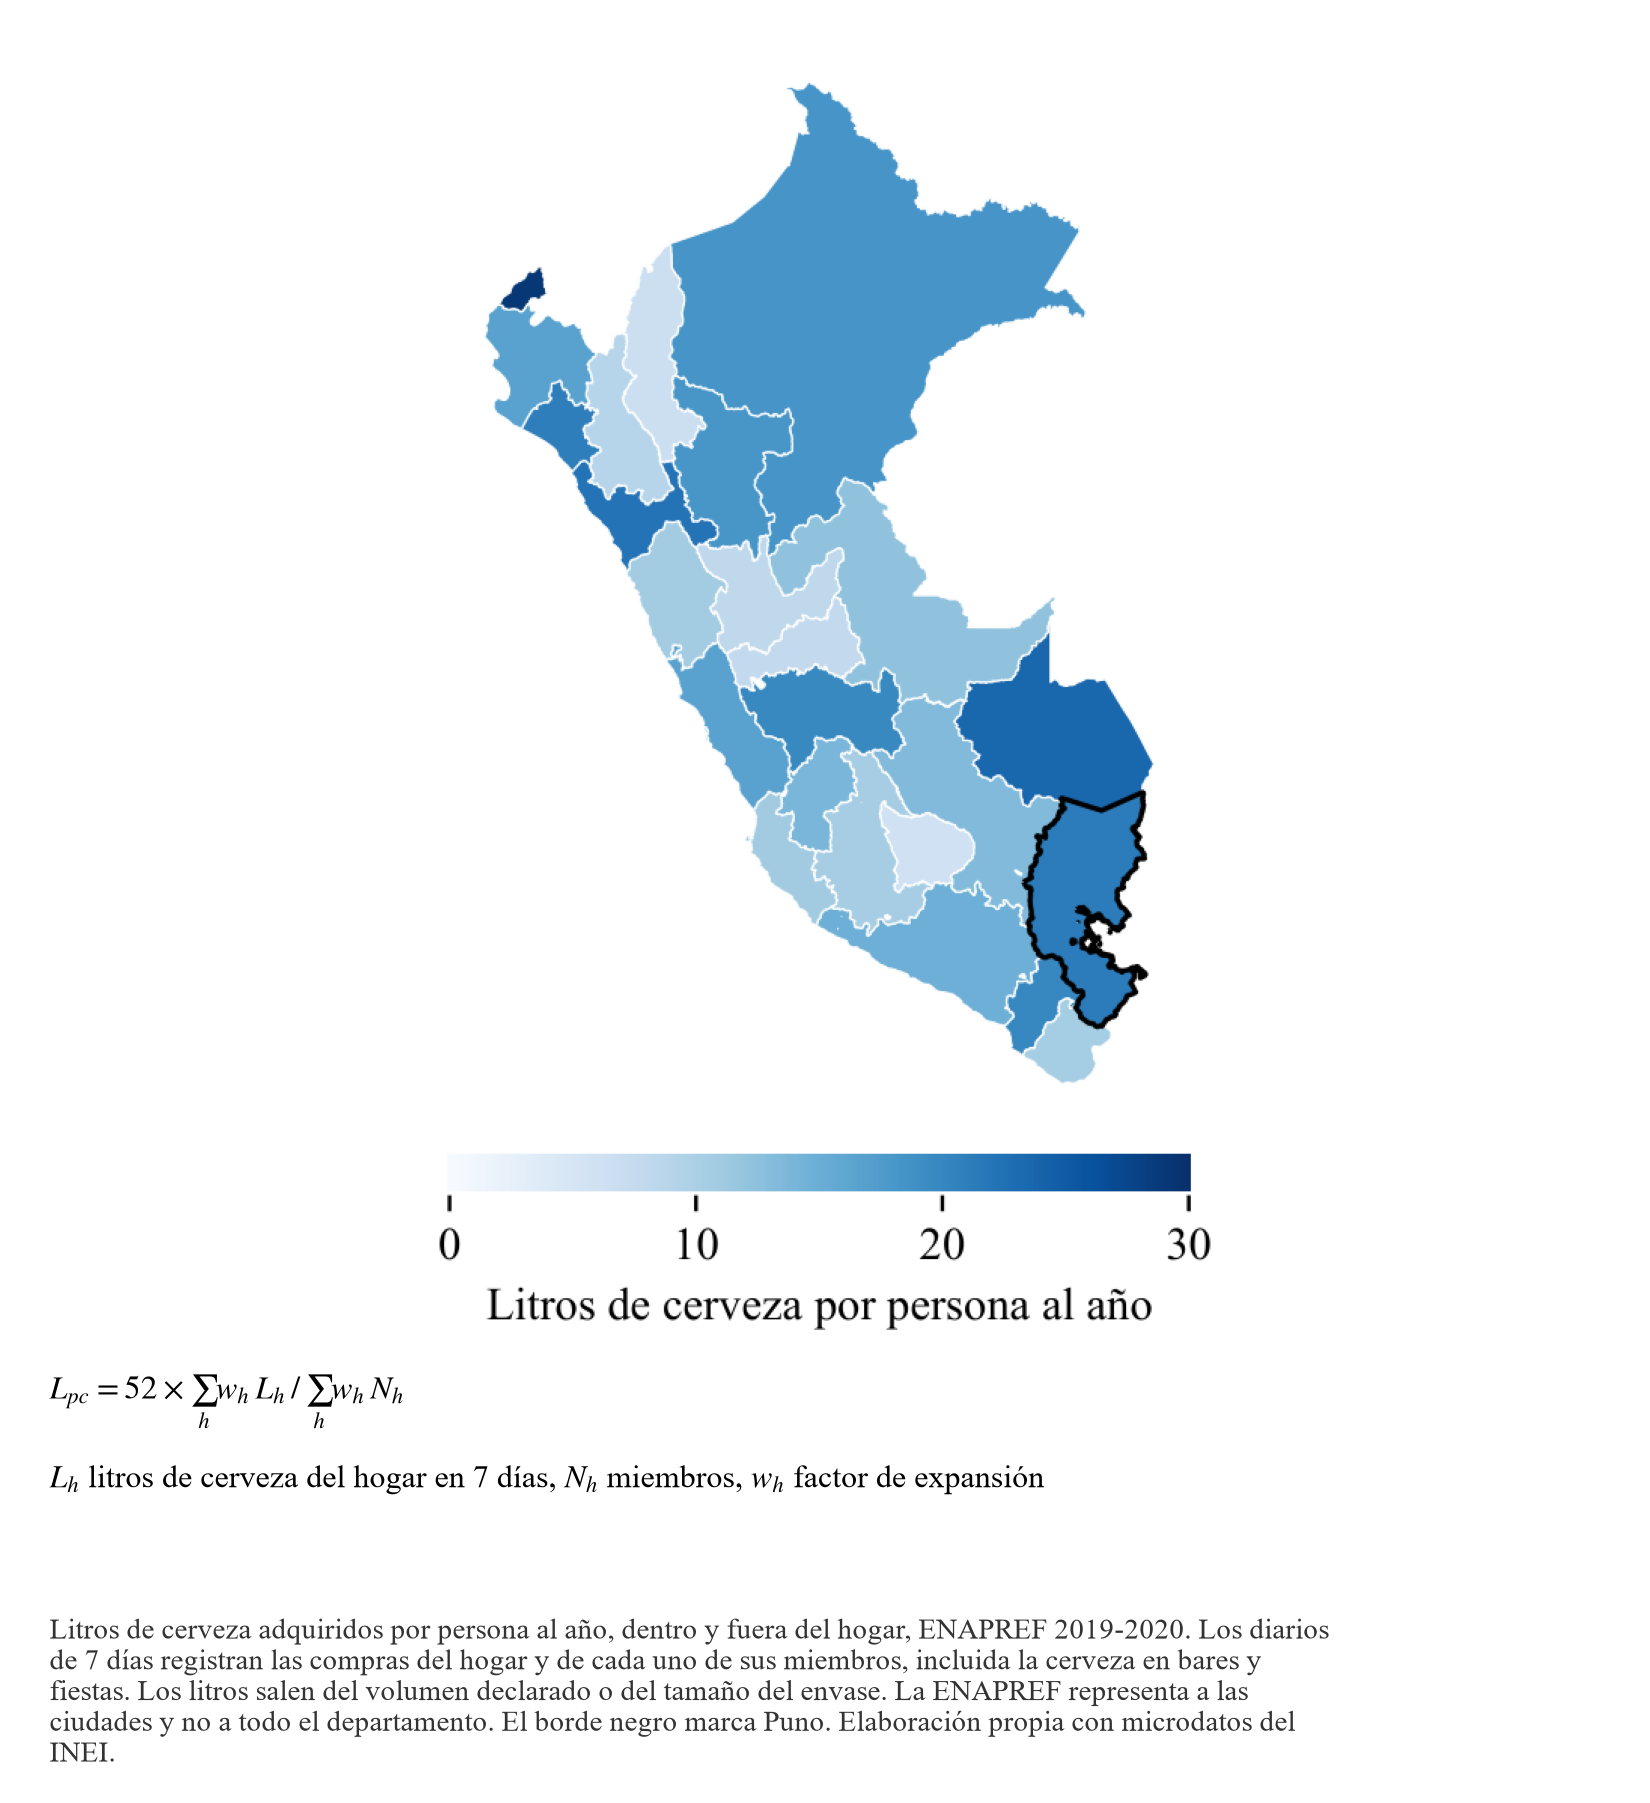 0 10 20 30
Litros de cerveza por persona al año
L_pc = 52 × ∑_h w_h L_h / ∑_h w_h N_h
L_h litros de cerveza del hogar en 7 días, N_h miembros, w_h factor de expansión
Litros de cerveza adquiridos por persona al año, dentro y fuera del hogar, ENAPREF 2019-2020. Los diarios
de 7 días registran las compras del hogar y de cada uno de sus miembros, incluida la cerveza en bares y
fiestas. Los litros salen del volumen declarado o del tamaño del envase. La ENAPREF representa a las
ciudades y no a todo el departamento. El borde negro marca Puno. Elaboración propia con microdatos del
INEI.